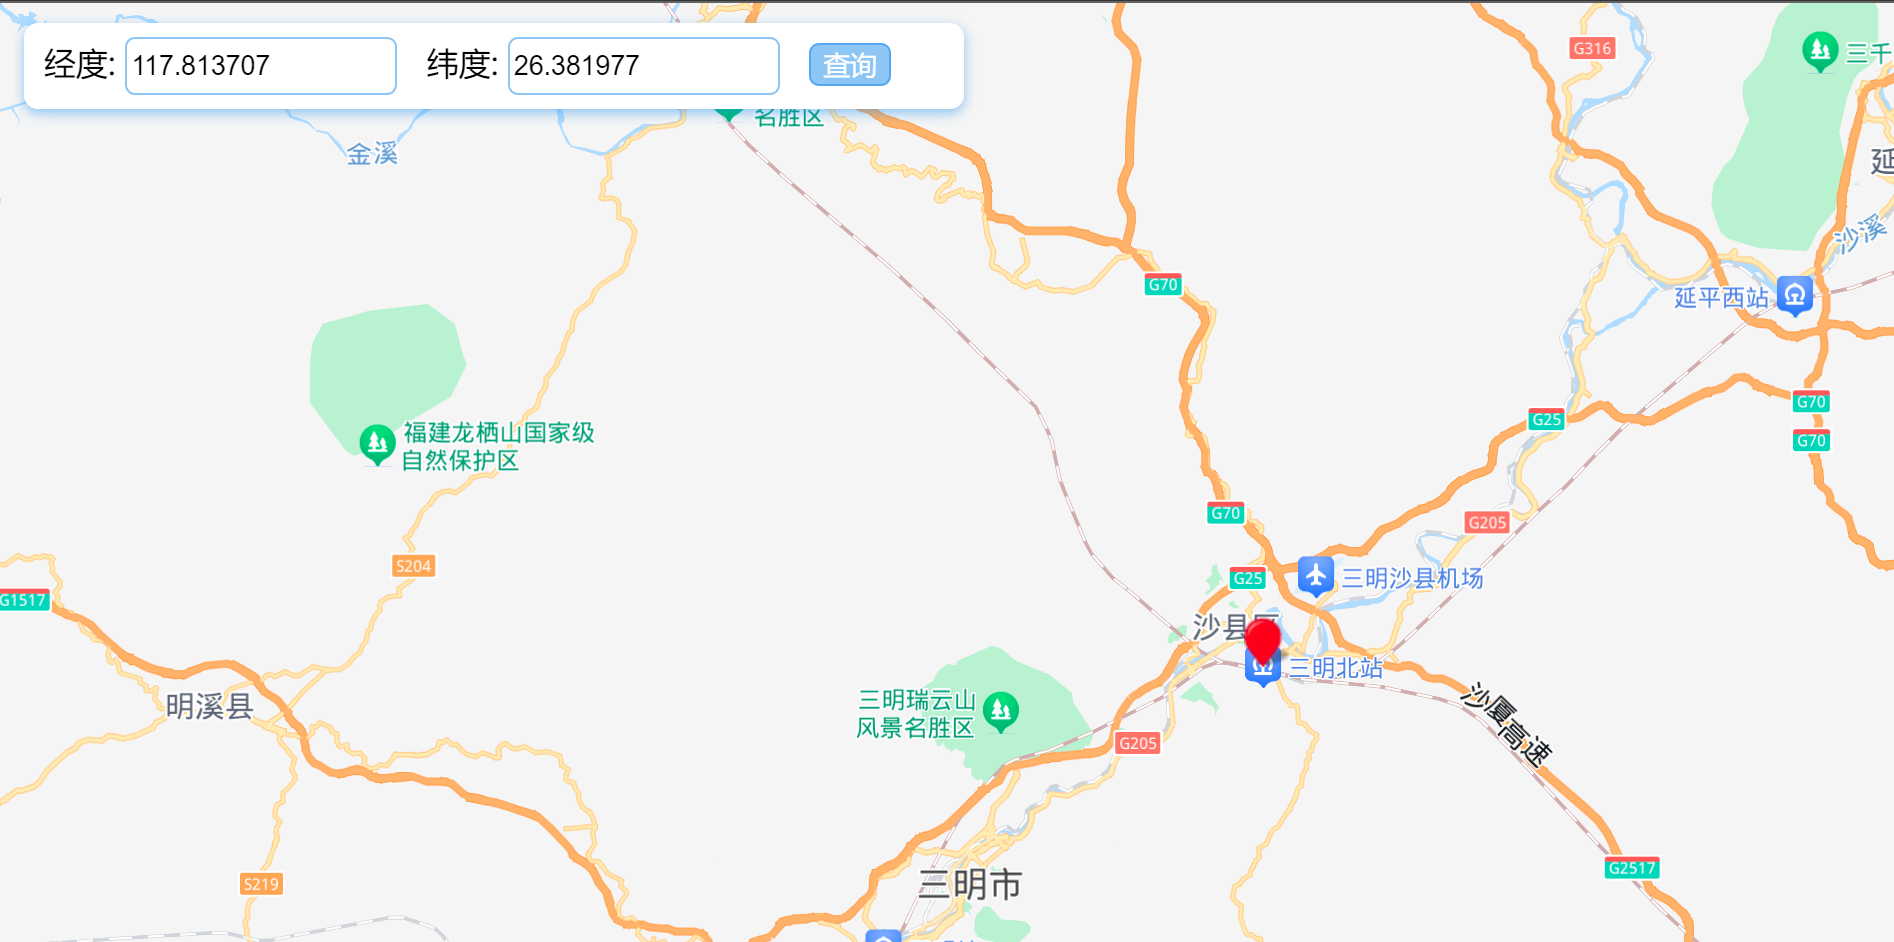 经度: 117.813707 纬度: 26.381977 查询
G316
三千
名胜区
金溪
延
沙溪
G70
延平西站
G70
G25
G70
福建龙栖山国家级
自然保护区
G70
G205
S204
G25
三明沙县机场
G1517
沙县区
三明北站
明溪县
三明瑞云山
风景名胜区
沙厦高速
G205
G2517
三明市
S219